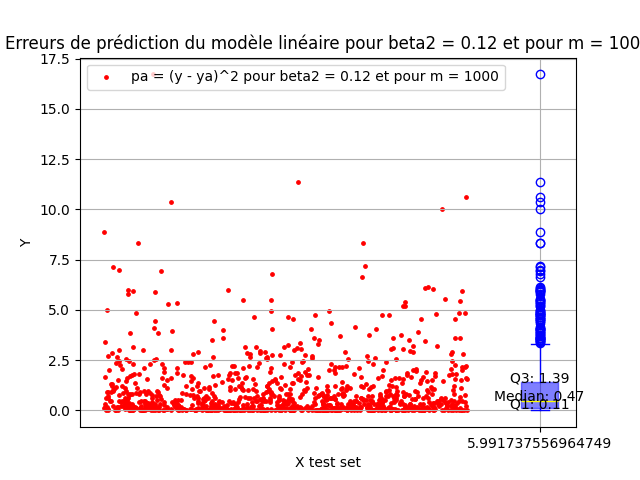 Erreurs de prédiction du modèle linéaire pour beta2 = 0.12 et pour m = 100
pa = (y - ya)^2 pour beta2 = 0.12 et pour m = 1000
17.5
15.0
12.5
10.0
7.5
5.0
2.5
0.0
Y
Q3: 1.39
Median: 0.47
Q1: 0.11
5.991737556964749
X test set